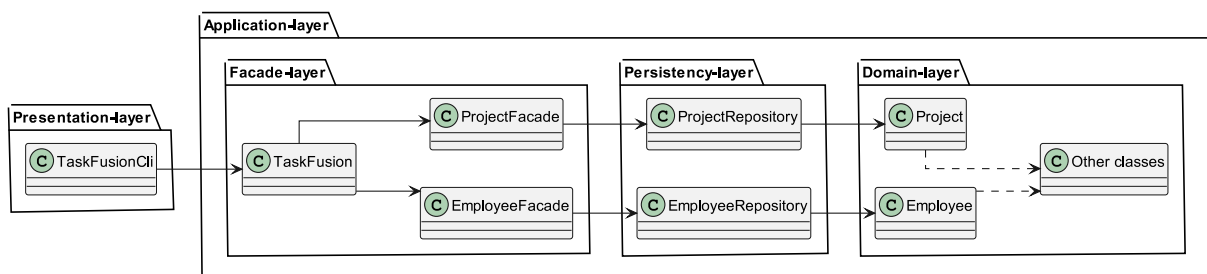 Application-layer
Facade-layer
Persistency-layer
Domain-layer
Presentation-layer
C ProjectFacade
C ProjectRepository
C Project
C TaskFusionCli
C TaskFusion
C Other classes
C EmployeeFacade
C EmployeeRepository
C Employee